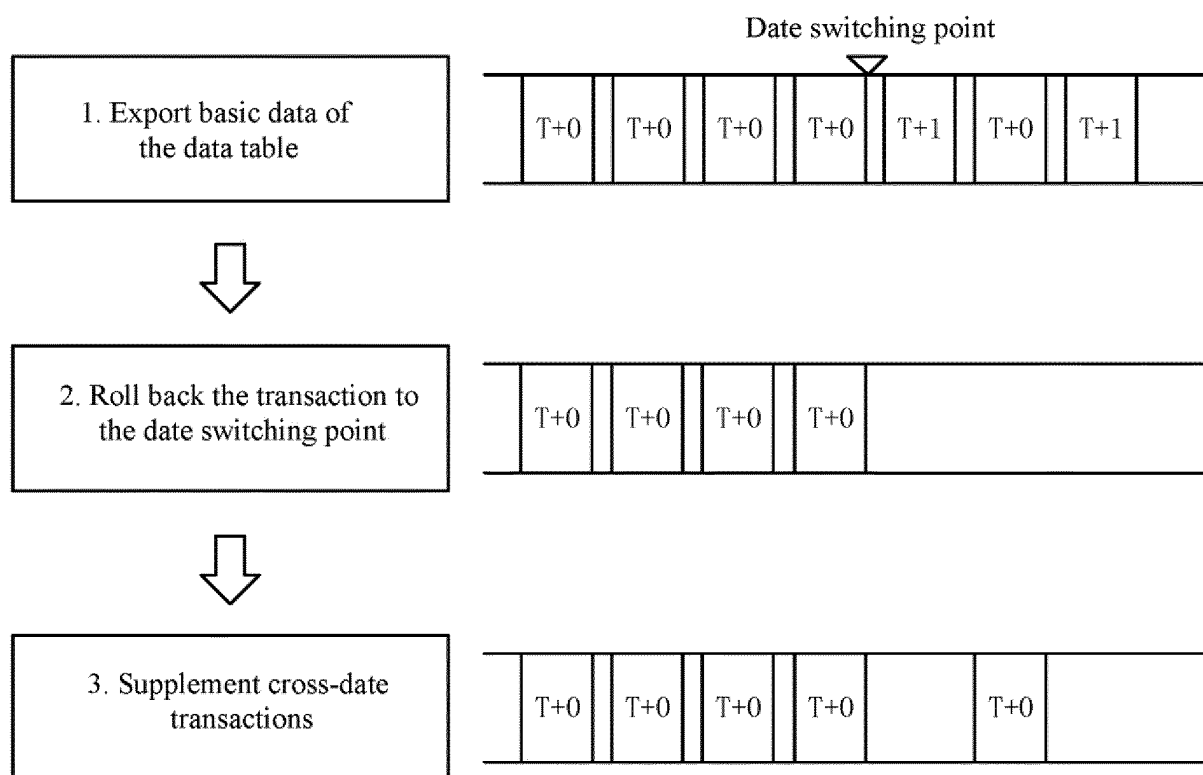 Date switching point
1. Export basic data of
the data table
T+0 T+0 T+0 T+0 T+1 T+0 T+1
2. Roll back the transaction to
the date switching point
T+0 T+0 T+0 T+0
3. Supplement cross-date
transactions
T+0 T+0 T+0 T+0 T+0